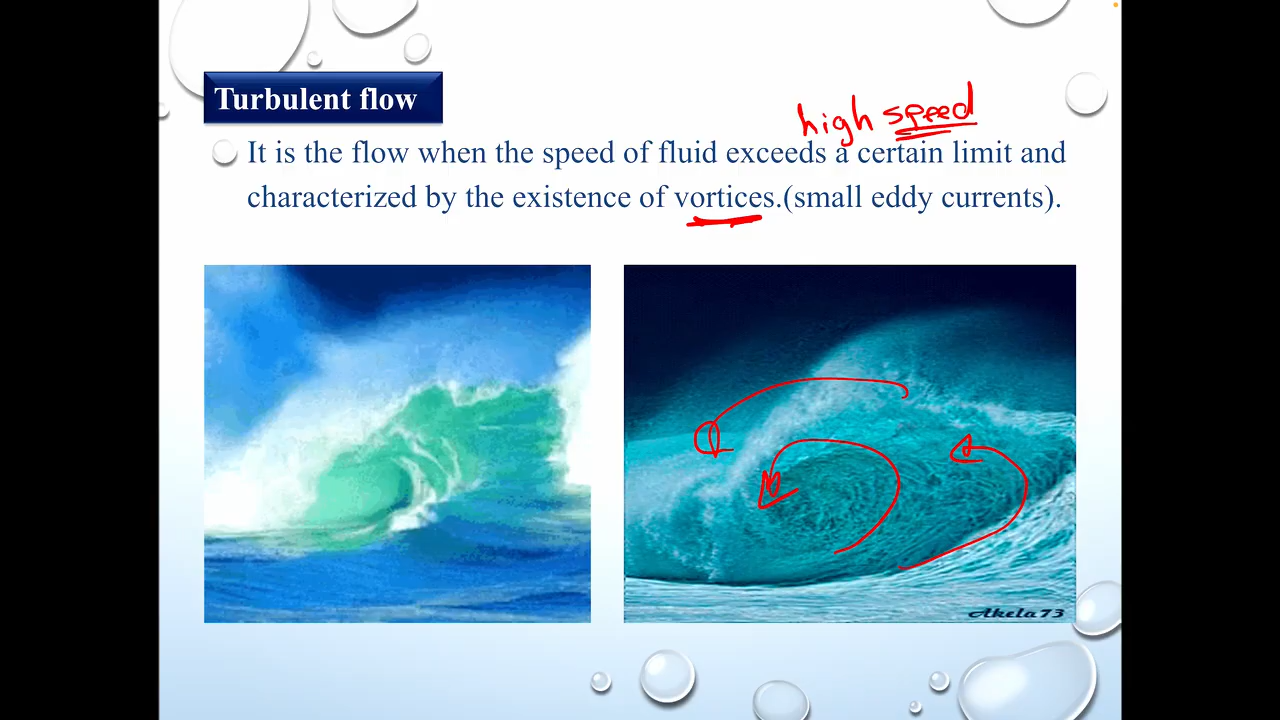 Turbulent flow
high speed
It is the flow when the speed of fluid exceeds a certain limit and
characterized by the existence of vortices.(small eddy currents).
Akela73